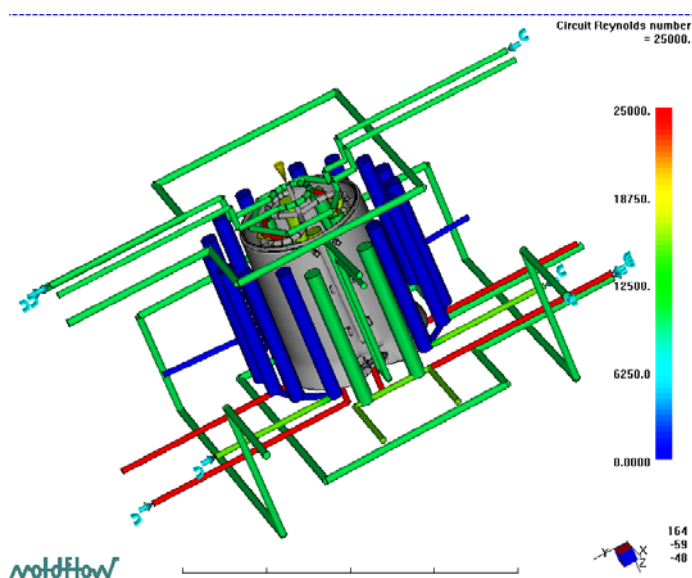 Circuit Reynolds number
= 25000.
25000.
18750.
12500.
6250.0
0.0000
164
-59
-48
Y
X
Z
moldflow